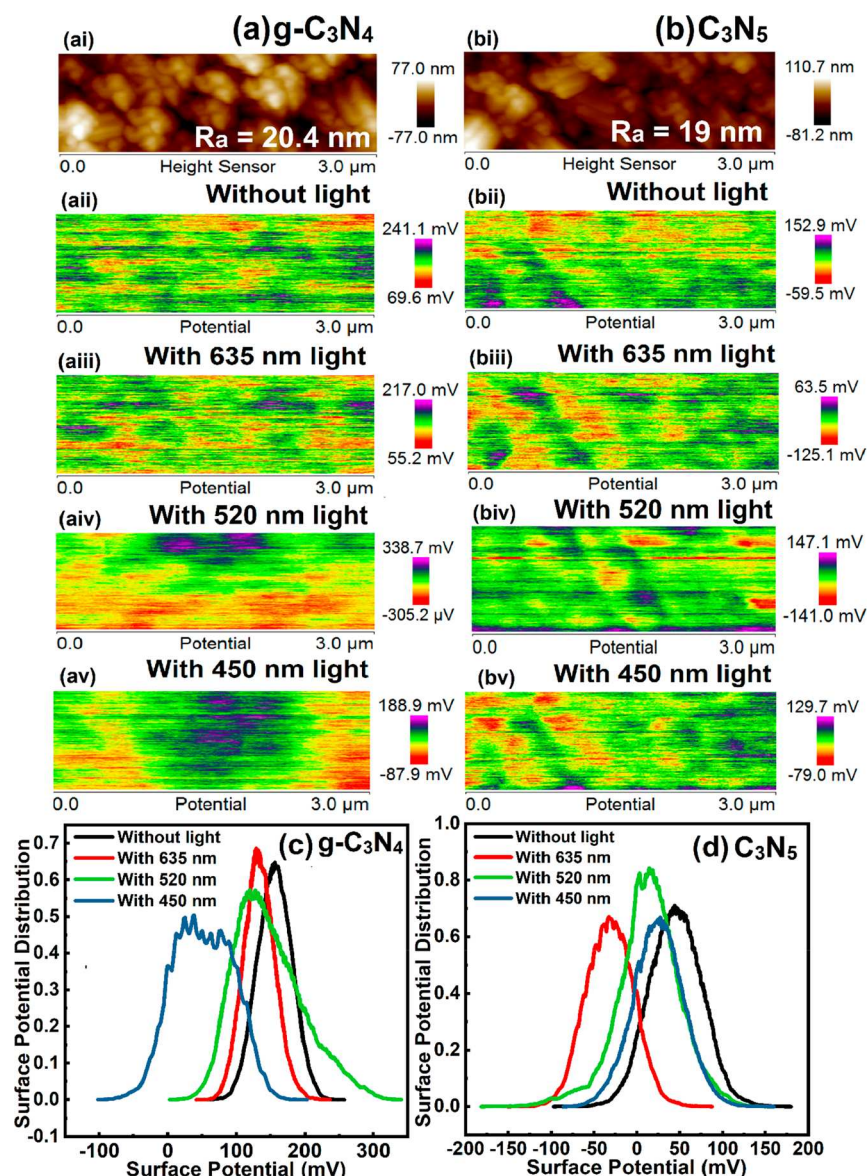 (a) g-C₃N₄
(ai)
77.0 nm
-77.0 nm
Ra = 20.4 nm
0.0 Height Sensor 3.0 µm
(b) C₃N₅
(bi)
110.7 nm
-81.2 nm
Ra = 19 nm
0.0 Height Sensor 3.0 µm
(aii) Without light
241.1 mV
69.6 mV
0.0 Potential 3.0 µm
(bii) Without light
152.9 mV
-59.5 mV
0.0 Potential 3.0 µm
(aiii) With 635 nm light
217.0 mV
55.2 mV
0.0 Potential 3.0 µm
(biii) With 635 nm light
63.5 mV
-125.1 mV
0.0 Potential 3.0 µm
(aiv) With 520 nm light
338.7 mV
-305.2 µV
0.0 Potential 3.0 µm
(biv) With 520 nm light
147.1 mV
-141.0 mV
0.0 Potential 3.0 µm
(av) With 450 nm light
188.9 mV
-87.9 mV
0.0 Potential 3.0 µm
(bv) With 450 nm light
129.7 mV
-79.0 mV
0.0 Potential 3.0 µm
(c) g-C₃N₄
Without light
With 635 nm
With 520 nm
With 450 nm
Surface Potential Distribution
0.7
0.6
0.5
0.4
0.3
0.2
0.1
0.0
-0.1
-100 0 100 200 300
Surface Potential (mV)
(d) C₃N₅
Without light
With 635 nm
With 520 nm
With 450 nm
Surface Potential Distribution
1.0
0.8
0.6
0.4
0.2
0.0
-200 -150 -100 -50 0 50 100 150 200
Surface Potential (mV)